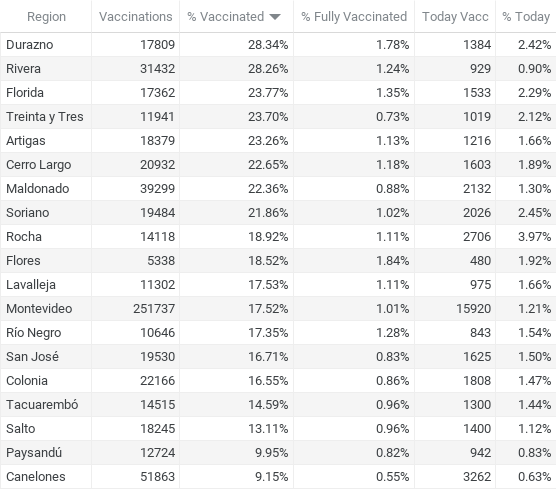 Region Vaccinations % Vaccinated % Fully Vaccinated Today Vacc % Today
Durazno 17809 28.34% 1.78% 1384 2.42%
Rivera 31432 28.26% 1.24% 929 0.90%
Florida 17362 23.77% 1.35% 1533 2.29%
Treinta y Tres 11941 23.70% 0.73% 1019 2.12%
Artigas 18379 23.26% 1.13% 1216 1.66%
Cerro Largo 20932 22.65% 1.18% 1603 1.89%
Maldonado 39299 22.36% 0.88% 2132 1.30%
Soriano 19484 21.86% 1.02% 2026 2.45%
Rocha 14118 18.92% 1.11% 2706 3.97%
Flores 5338 18.52% 1.84% 480 1.92%
Lavalleja 11302 17.53% 1.11% 975 1.66%
Montevideo 251737 17.52% 1.01% 15920 1.21%
Río Negro 10646 17.35% 1.28% 843 1.54%
San José 19530 16.71% 0.83% 1625 1.50%
Colonia 22166 16.55% 0.86% 1808 1.47%
Tacuarembó 14515 14.59% 0.96% 1300 1.44%
Salto 18245 13.11% 0.96% 1400 1.12%
Paysandú 12724 9.95% 0.82% 942 0.83%
Canelones 51863 9.15% 0.55% 3262 0.63%